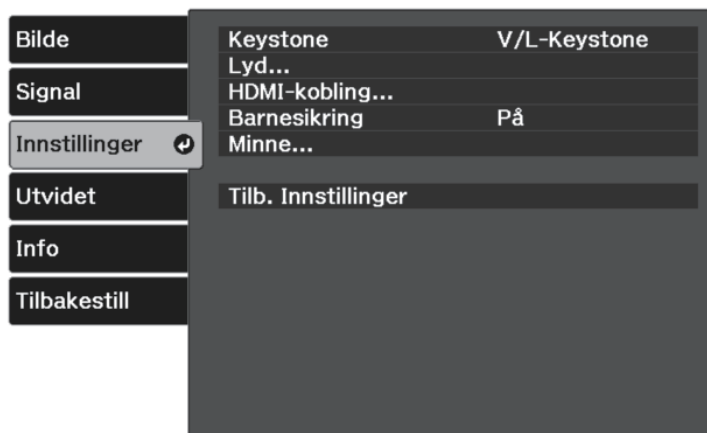 Bilde
Signal
Innstillinger
Utvidet
Info
Tilbakestill
Keystone V/L-Keystone
Lyd...
HDMI-kobling...
Barnesikring På
Minne...
Tilb. Innstillinger